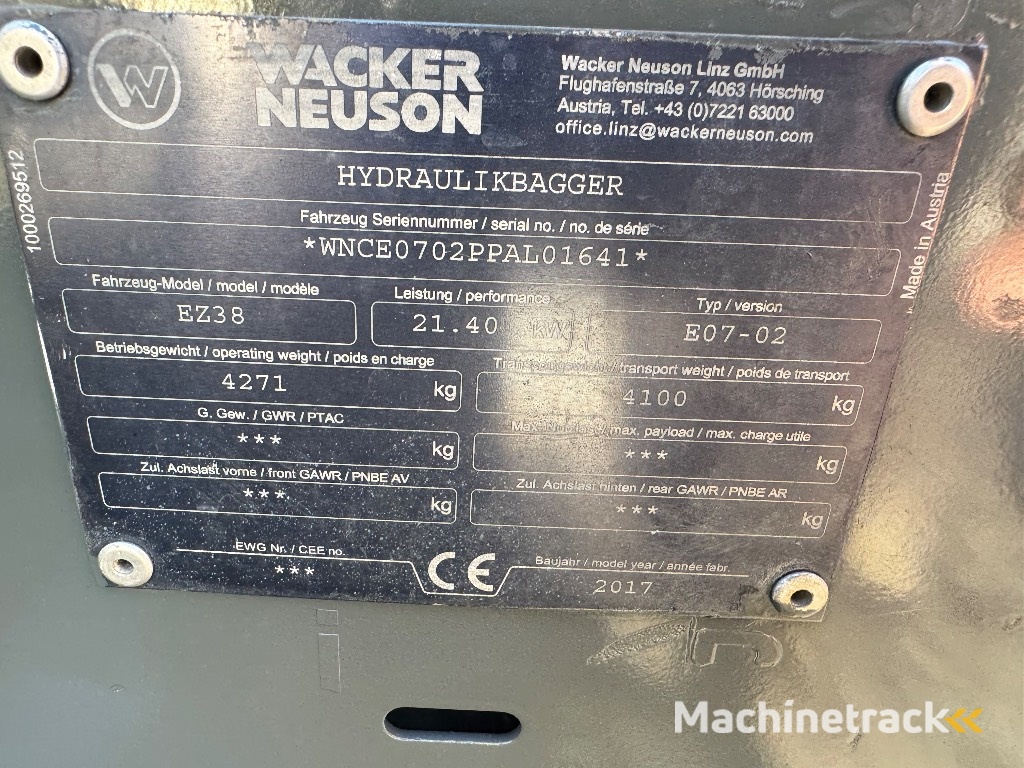 WACKER
NEUSON
Wacker Neuson Linz GmbH
Flughafenstraße 7, 4063 Hörsching
Austria, Tel. +43 (0)7221 63000
office.linz@wackerneuson.com
1000269512
HYDRAULIKBAGGER
Made in Austria
Fahrzeug Seriennummer / serial no. / no. de série
*WNCE0702PPAL01641*
Fahrzeug-Model / model / modèle
EZ38
Leistung / performance
21.40 kW
Typ / version
E07-02
Betriebsgewicht / operating weight / poids en charge
4271 kg
/ transport weight / poids de transport
4100 kg
G. Gew. / GWR / PTAC
*** kg
/ max. payload / max. charge utile
*** kg
Zul. Achslast vorne / front GAWR / PNBE AV
*** kg
Zul. Achslast hinten / rear GAWR / PNBE AR
*** kg
EWG Nr. / CEE no.
***
CE
Baujahr / model year / année fabr.
2017
Machinetrack